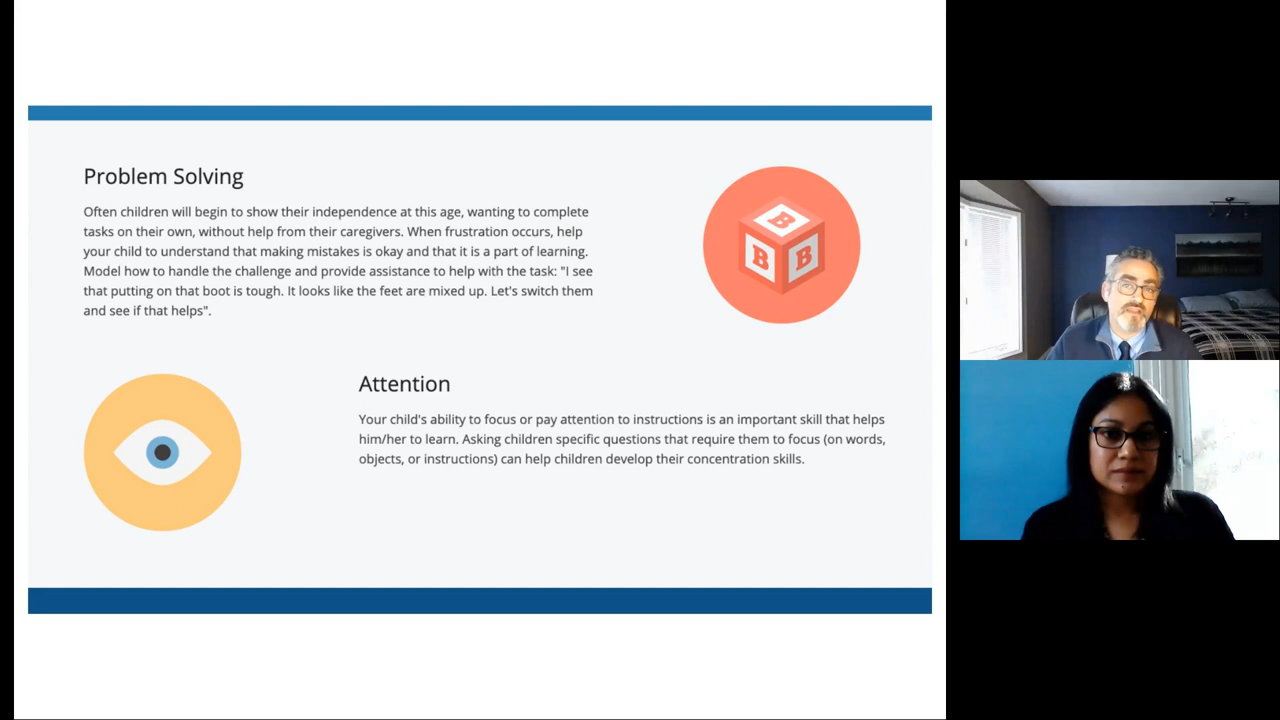 Problem Solving
Often children will begin to show their independence at this age, wanting to complete
tasks on their own, without help from their caregivers. When frustration occurs, help
your child to understand that making mistakes is okay and that it is a part of learning.
Model how to handle the challenge and provide assistance to help with the task: "I see
that putting on that boot is tough. It looks like the feet are mixed up. Let's switch them
and see if that helps".
B
B
B
Attention
Your child's ability to focus or pay attention to instructions is an important skill that helps
him/her to learn. Asking children specific questions that require them to focus (on words,
objects, or instructions) can help children develop their concentration skills.